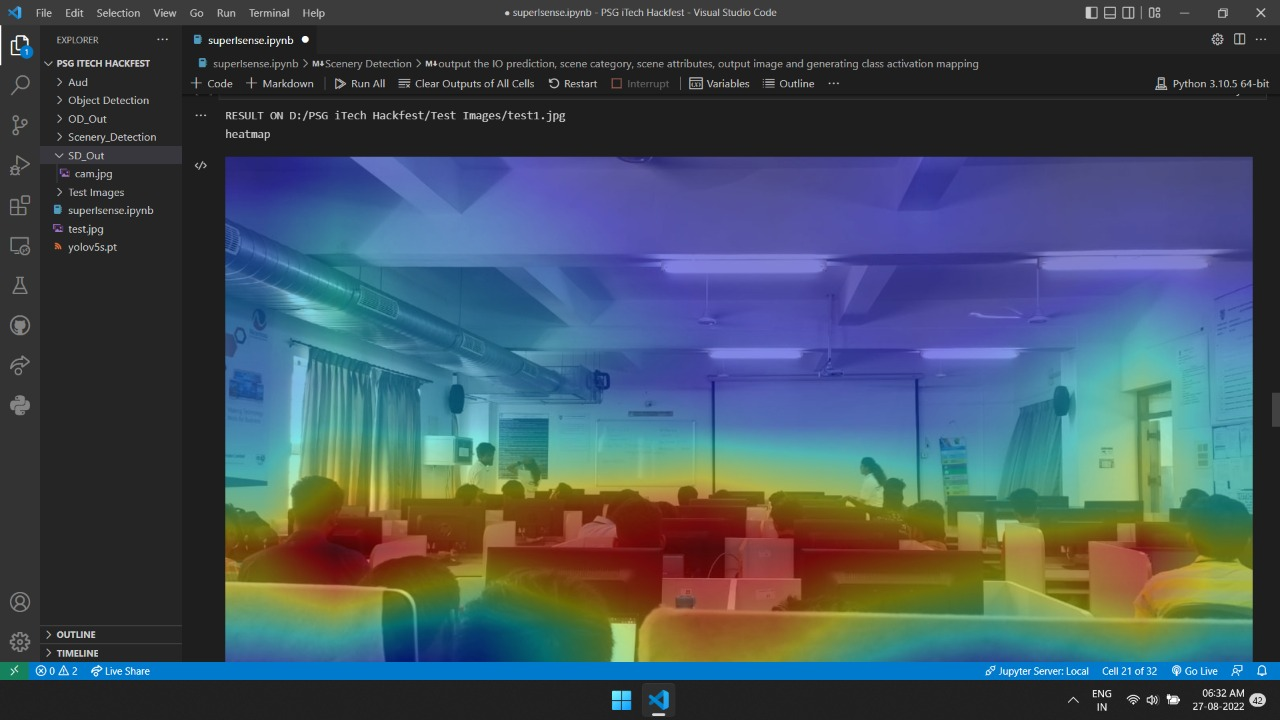 File Edit Selection View Go Run Terminal Help
● superIsense.ipynb - PSG iTech Hackfest - Visual Studio Code
EXPLORER
PSG ITECH HACKFEST
Aud
Object Detection
OD_Out
Scenery_Detection
SD_Out
cam.jpg
Test Images
superIsense.ipynb
test.jpg
yolov5s.pt
OUTLINE
TIMELINE
1
superIsense.ipynb ●
superIsense.ipynb > M↓Scenery Detection > M↓output the IO prediction, scene category, scene attributes, output image and generating class activation mapping
+ Code + Markdown Run All Clear Outputs of All Cells Restart Interrupt Variables Outline ··· Python 3.10.5 64-bit
RESULT ON D:/PSG iTech Hackfest/Test Images/test1.jpg
heatmap
0 2 Live Share Jupyter Server: Local Cell 21 of 32 Go Live
ENG
IN
06:32 AM
27-08-2022
42